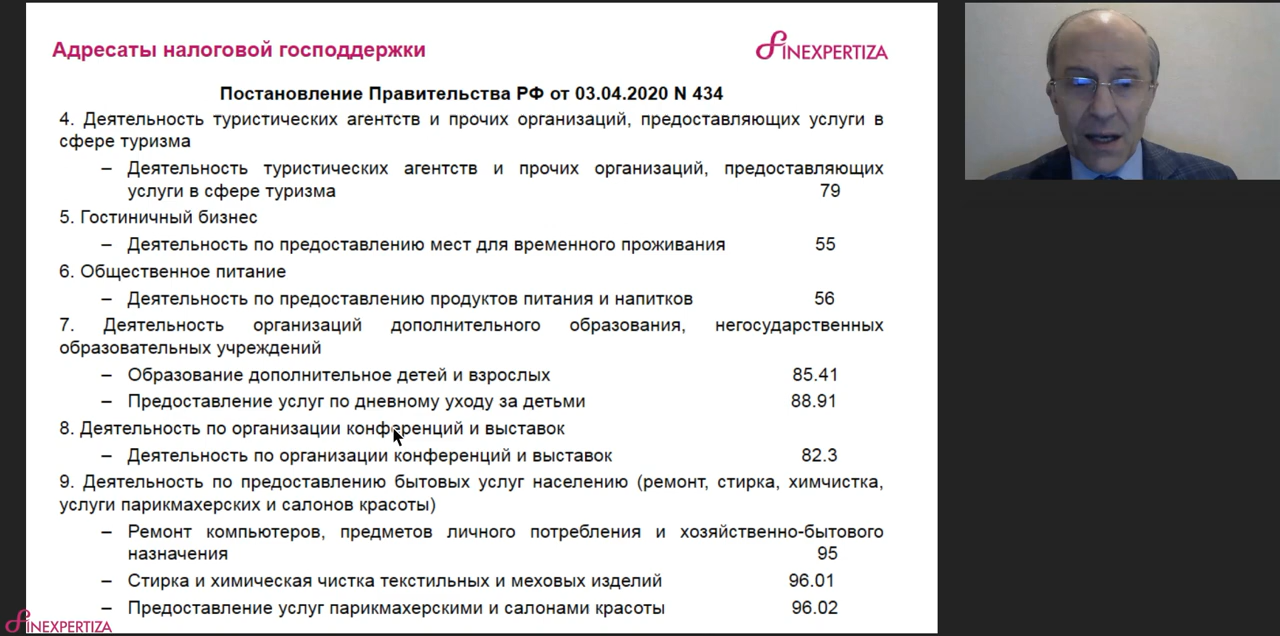 Адресаты налоговой господдержки
FINEXPERTIZA
Постановление Правительства РФ от 03.04.2020 N 434
4. Деятельность туристических агентств и прочих организаций, предоставляющих услуги в
сфере туризма
– Деятельность туристических агентств и прочих организаций, предоставляющих
услуги в сфере туризма 79
5. Гостиничный бизнес
– Деятельность по предоставлению мест для временного проживания 55
6. Общественное питание
– Деятельность по предоставлению продуктов питания и напитков 56
7. Деятельность организаций дополнительного образования, негосударственных
образовательных учреждений
– Образование дополнительное детей и взрослых 85.41
– Предоставление услуг по дневному уходу за детьми 88.91
8. Деятельность по организации конференций и выставок
– Деятельность по организации конференций и выставок 82.3
9. Деятельность по предоставлению бытовых услуг населению (ремонт, стирка, химчистка,
услуги парикмахерских и салонов красоты)
– Ремонт компьютеров, предметов личного потребления и хозяйственно-бытового
назначения 95
– Стирка и химическая чистка текстильных и меховых изделий 96.01
– Предоставление услуг парикмахерскими и салонами красоты 96.02
FINEXPERTIZA